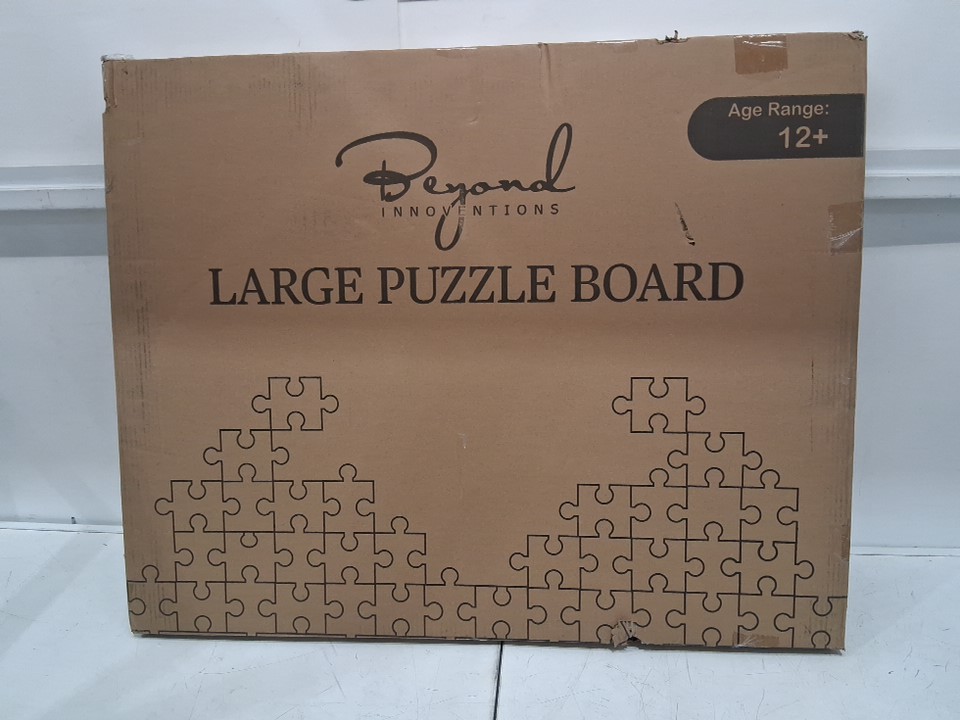 Age Range:
12+
Beyond
INNOVENTIONS
LARGE PUZZLE BOARD